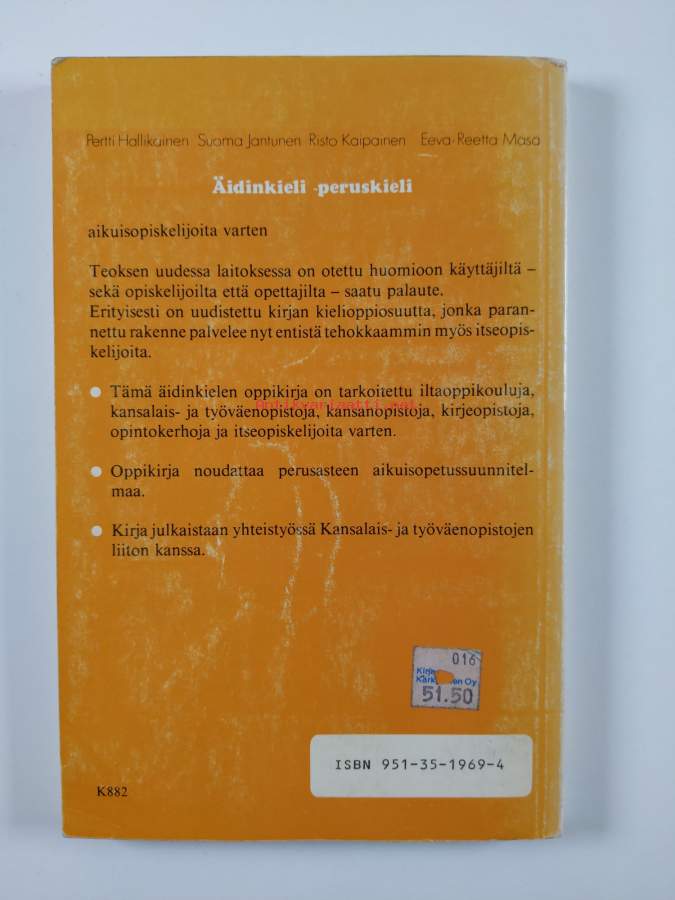 Pertti Hallikainen Suoma Jantunen Risto Kaipainen Eeva-Reetta Masa
Äidinkieli -peruskieli
aikuisopiskelijoita varten
Teoksen uudessa laitoksessa on otettu huomioon käyttäjiltä –
sekä opiskelijoilta että opettajilta – saatu palaute.
Erityisesti on uudistettu kirjan kielioppiosuutta, jonka paran-
nettu rakenne palvelee nyt entistä tehokkaammin myös itseopis-
kelijoita.
● Tämä äidinkielen oppikirja on tarkoitettu iltaoppikouluja,
kansalais- ja työväenopistoja, kansanopistoja, kirjeopistoja,
opintokerhoja ja itseopiskelijoita varten.
● Oppikirja noudattaa perusasteen aikuisopetussuunnitel-
maa.
● Kirja julkaistaan yhteistyössä Kansalais- ja työväenopistojen
liiton kanssa.
016
en Oy
51.50
ISBN 951-35-1969-4
K882